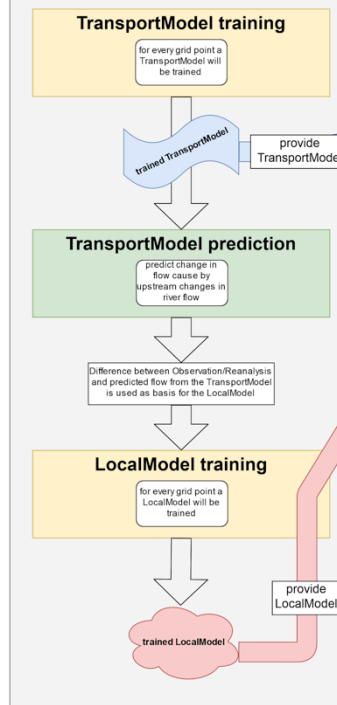 TransportModel training
for every grid point a
TransportModel will
be trained
trained TransportModel
provide
TransportMode
TransportModel prediction
predict change in
flow cause by
upstream changes in
river flow
Difference between Observation/Reanalysis
and predicted flow from the TransportModel
is used as basis for the LocalModel
LocalModel training
for every grid point a
LocalModel will be
trained
provide
LocalModel
trained LocalModel